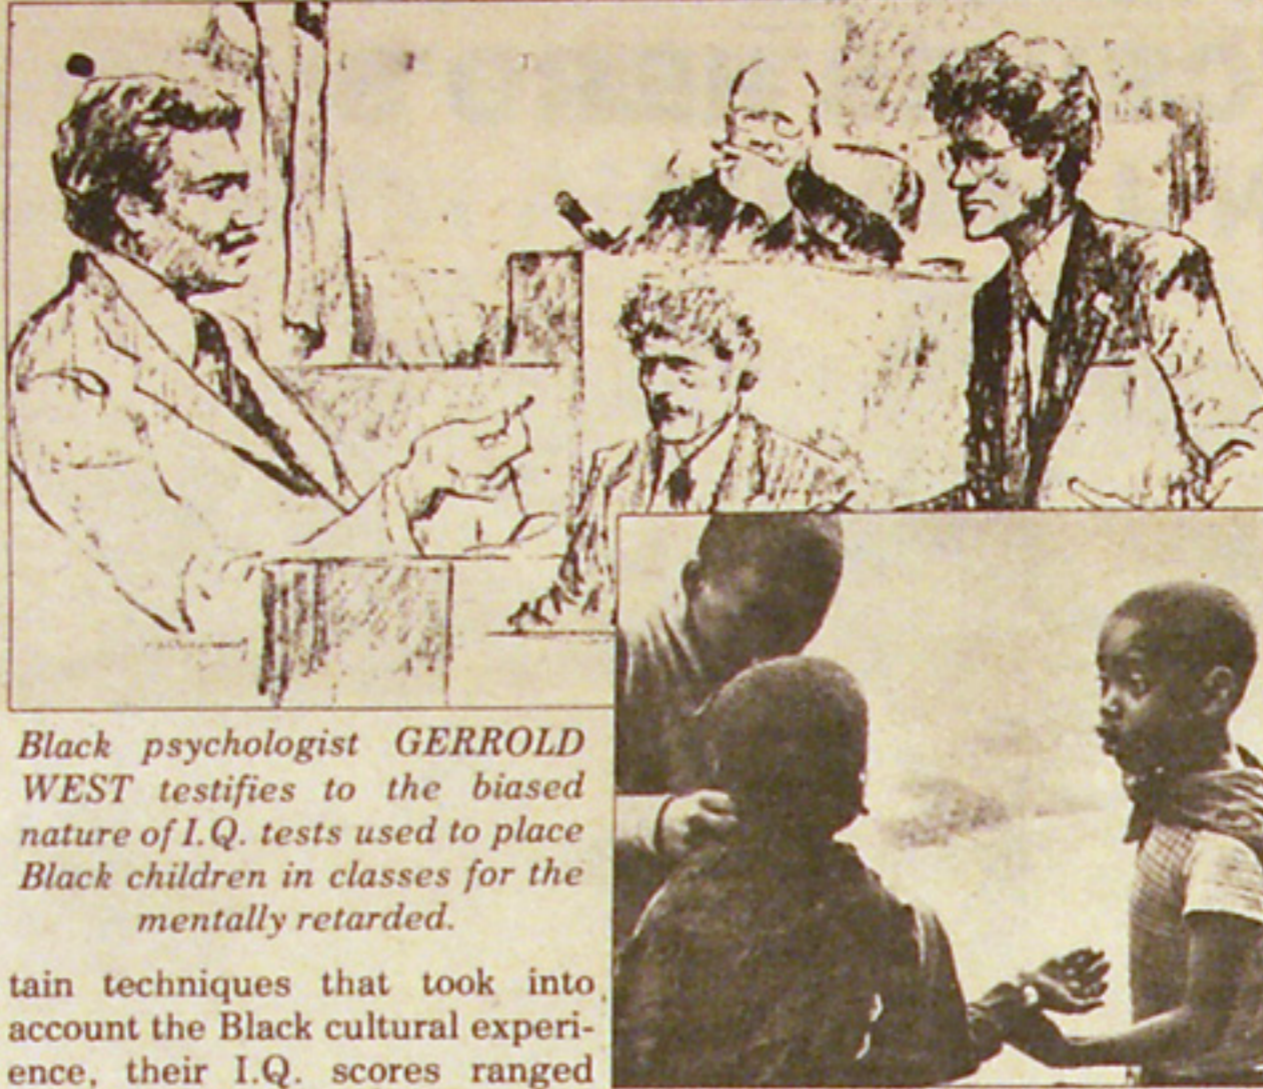 Black psychologist GERROLD
WEST testifies to the biased
nature of I.Q. tests used to place
Black children in classes for the
mentally retarded.
tain techniques that took into
account the Black cultural experi-
ence, their I.Q. scores ranged